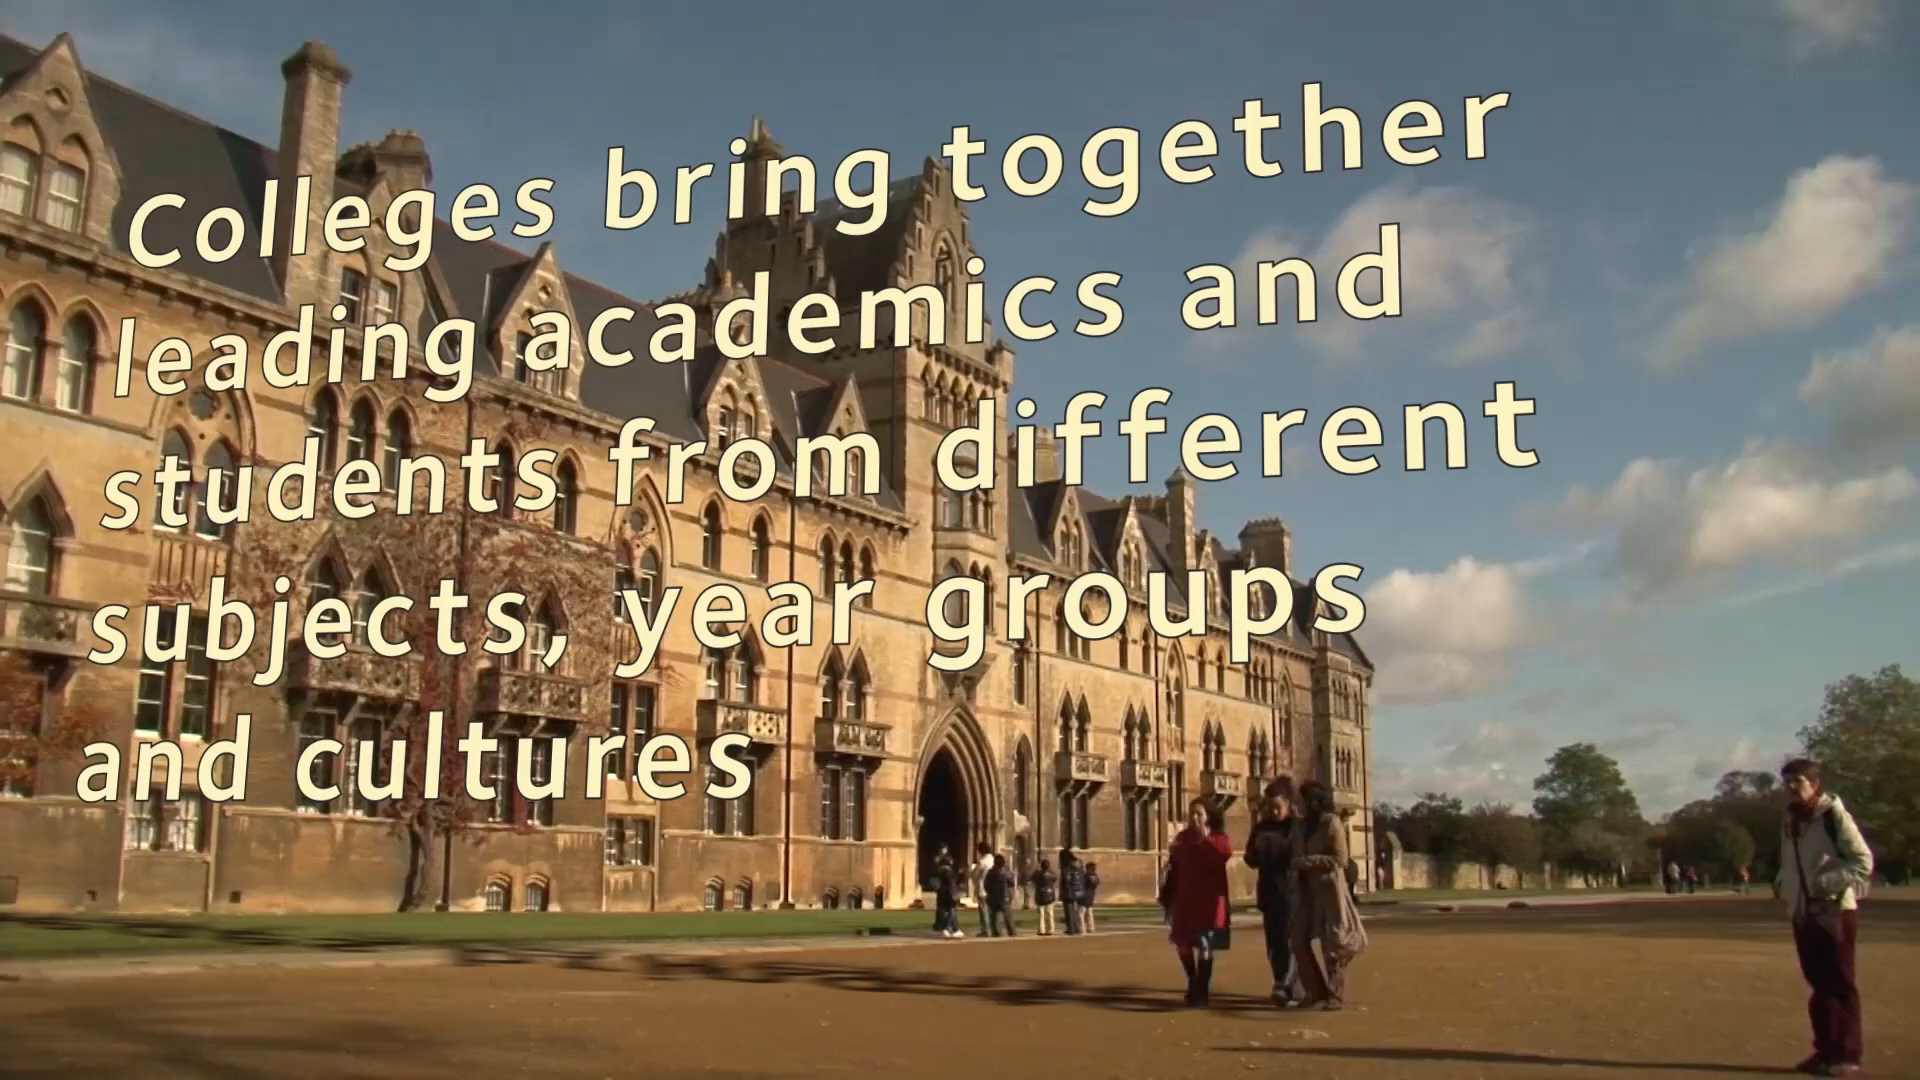 Colleges bring together
leading academics and
students from different
subjects, year groups
and cultures